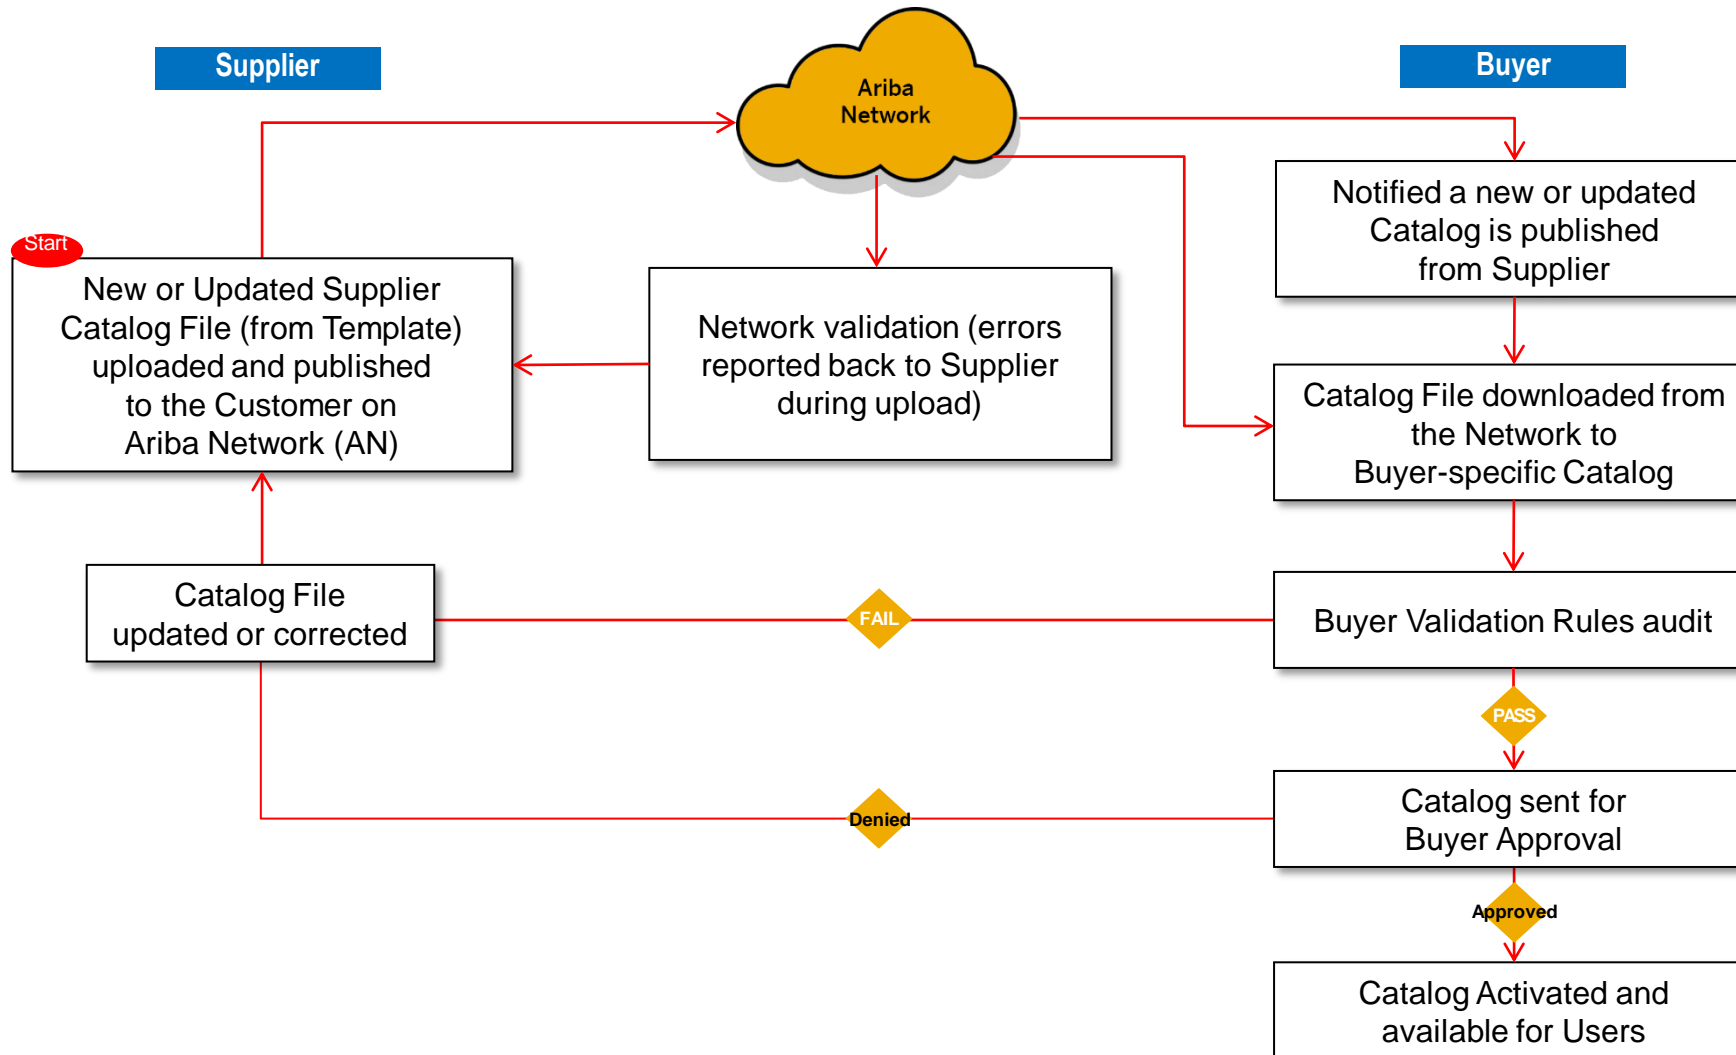 Supplier
Ariba
Network
Buyer
Start
New or Updated Supplier
Catalog File (from Template)
uploaded and published
to the Customer on
Ariba Network (AN)
Network validation (errors
reported back to Supplier
during upload)
Notified a new or updated
Catalog is published
from Supplier
Catalog File downloaded from
the Network to
Buyer-specific Catalog
Catalog File
updated or corrected
FAIL
Buyer Validation Rules audit
PASS
Denied
Catalog sent for
Buyer Approval
Approved
Catalog Activated and
available for Users